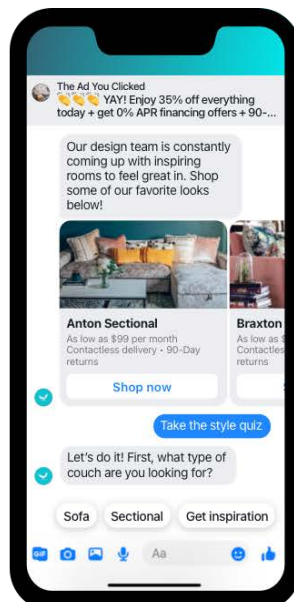 The Ad You Clicked
👏👏👏 YAY! Enjoy 35% off everything
today + get 0% APR financing offers + 90-...
Our design team is constantly
coming up with inspiring
rooms to feel great in. Shop
some of our favorite looks
below!
Anton Sectional
As low as $99 per month
Contactless delivery • 90-Day
returns
Shop now
Braxton
As low as $
Contactles
returns
Take the style quiz
Let's do it! First, what type of
couch are you looking for?
Sofa
Sectional
Get inspiration
GIF
Aa